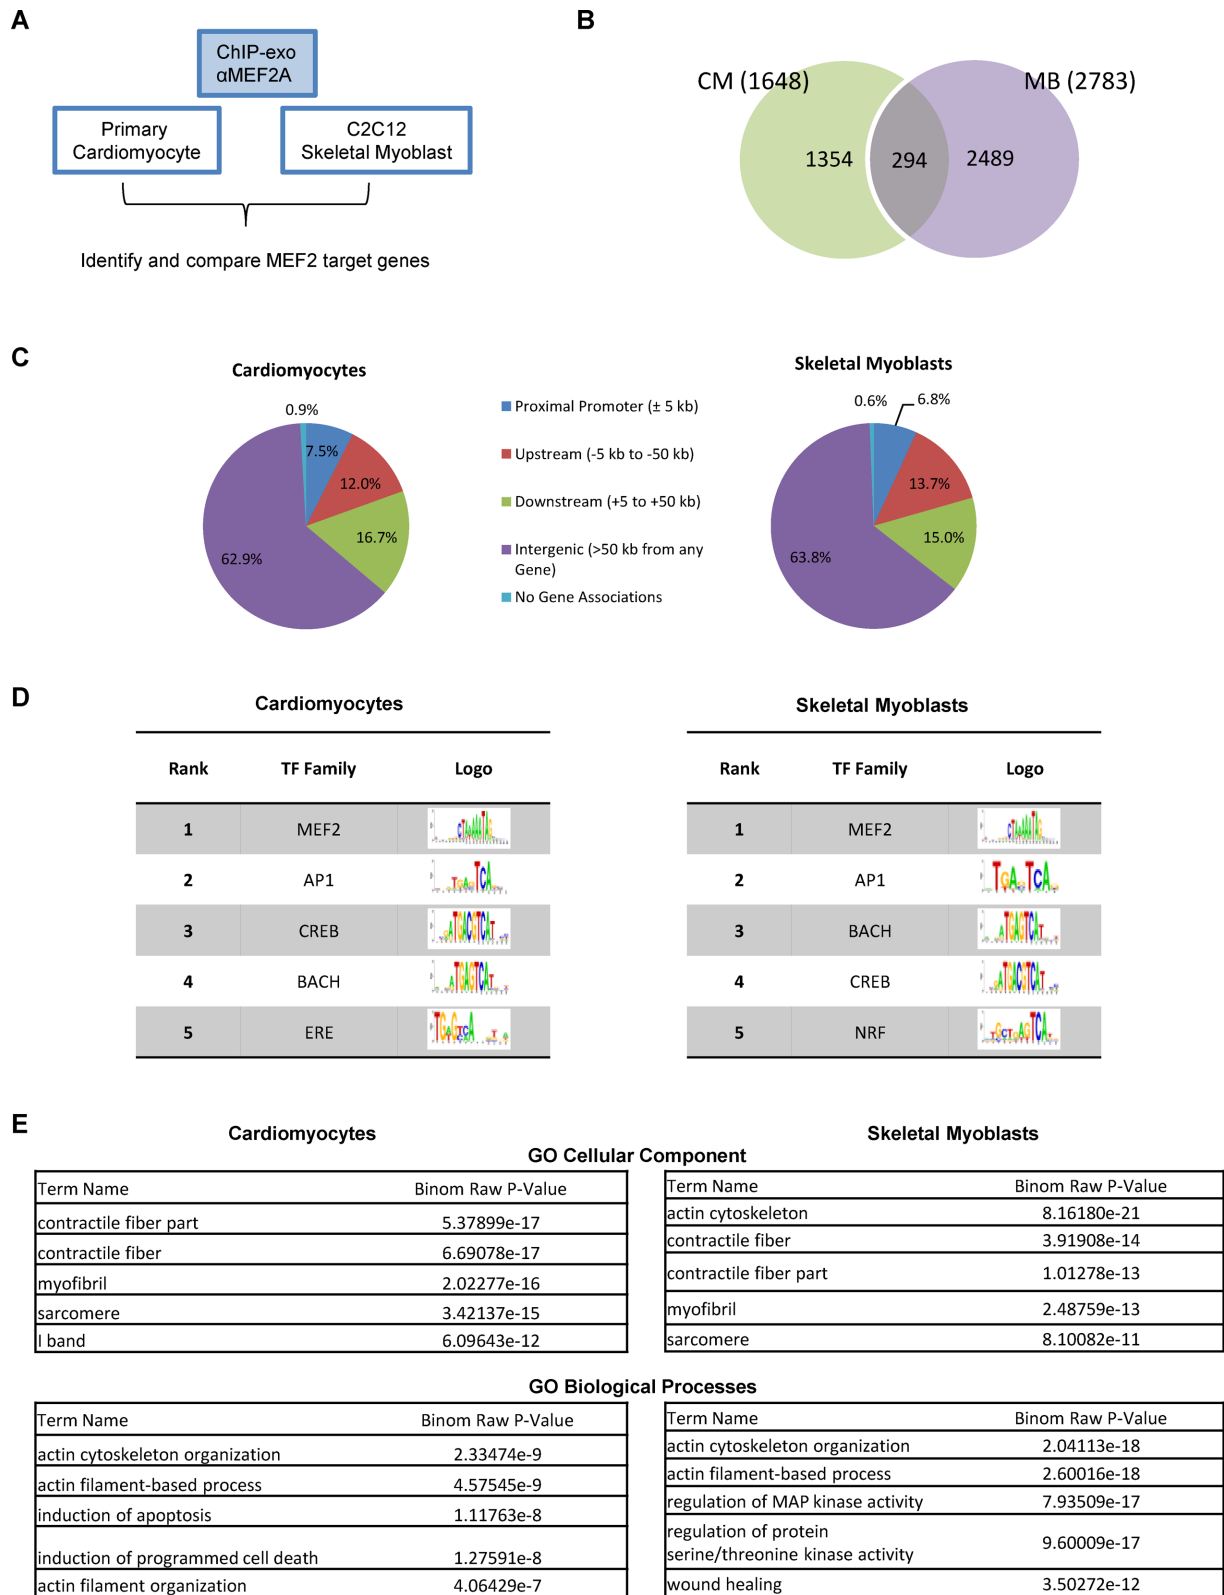 A
ChIP-exo
αMEF2A
Primary
Cardiomyocyte
C2C12
Skeletal Myoblast
Identify and compare MEF2 target genes
B
CM (1648)
MB (2783)
1354
294
2489
C
Cardiomyocytes
0.9%
7.5%
12.0%
16.7%
62.9%
Proximal Promoter (± 5 kb)
Upstream (-5 kb to -50 kb)
Downstream (+5 to +50 kb)
Intergenic (>50 kb from any
Gene)
No Gene Associations
Skeletal Myoblasts
0.6%
6.8%
13.7%
15.0%
63.8%
D
Cardiomyocytes
Rank TF Family Logo
1 MEF2
2 AP1
3 CREB
4 BACH
5 ERE
Skeletal Myoblasts
Rank TF Family Logo
1 MEF2
2 AP1
3 BACH
4 CREB
5 NRF
E
Cardiomyocytes
Skeletal Myoblasts
GO Cellular Component
Term Name Binom Raw P-Value
contractile fiber part 5.37899e-17
contractile fiber 6.69078e-17
myofibril 2.02277e-16
sarcomere 3.42137e-15
I band 6.09643e-12
Term Name Binom Raw P-Value
actin cytoskeleton 8.16180e-21
contractile fiber 3.91908e-14
contractile fiber part 1.01278e-13
myofibril 2.48759e-13
sarcomere 8.10082e-11
GO Biological Processes
Term Name Binom Raw P-Value
actin cytoskeleton organization 2.33474e-9
actin filament-based process 4.57545e-9
induction of apoptosis 1.11763e-8
induction of programmed cell death 1.27591e-8
actin filament organization 4.06429e-7
Term Name Binom Raw P-Value
actin cytoskeleton organization 2.04113e-18
actin filament-based process 2.60016e-18
regulation of MAP kinase activity 7.93509e-17
regulation of protein
serine/threonine kinase activity 9.60009e-17
wound healing 3.50272e-12